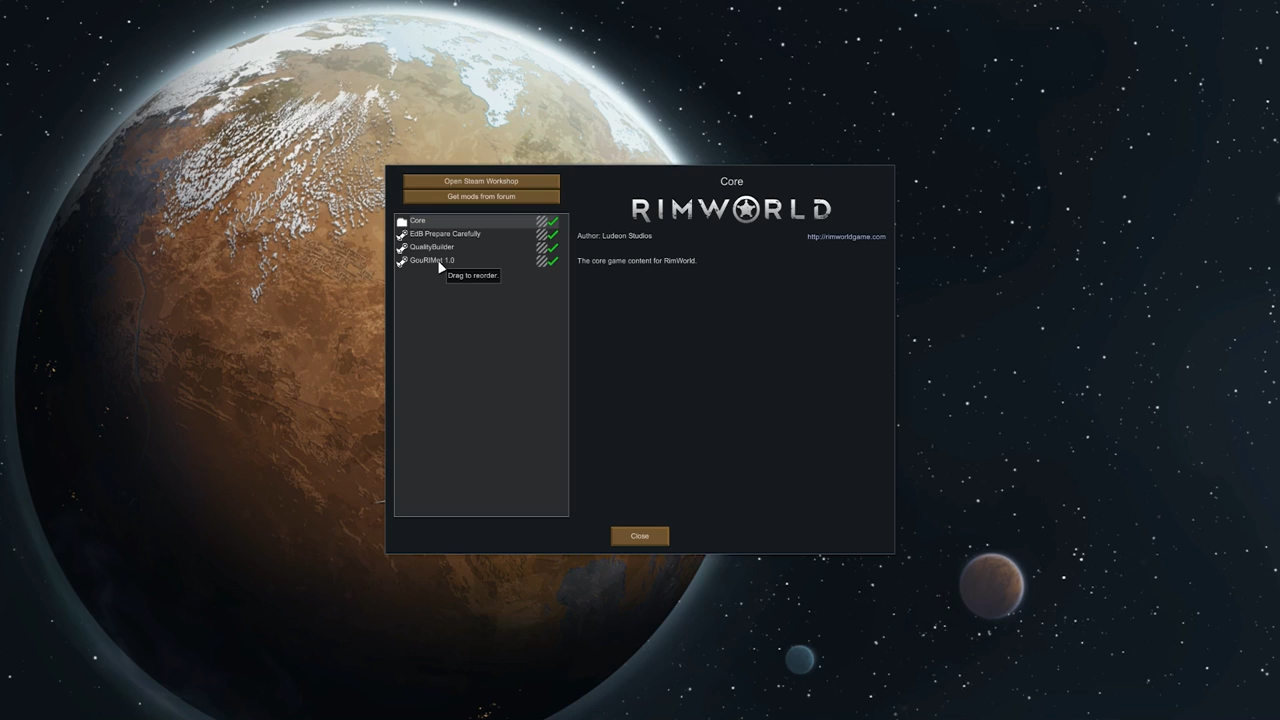 Open Steam Workshop
Get mods from forum
Core
EdB Prepare Carefully
QualityBuilder
GouRIMet 1.0
Drag to reorder.
Core
RIMWORLD
Author: Ludeon Studios
http://rimworldgame.com
The core game content for RimWorld.
Close